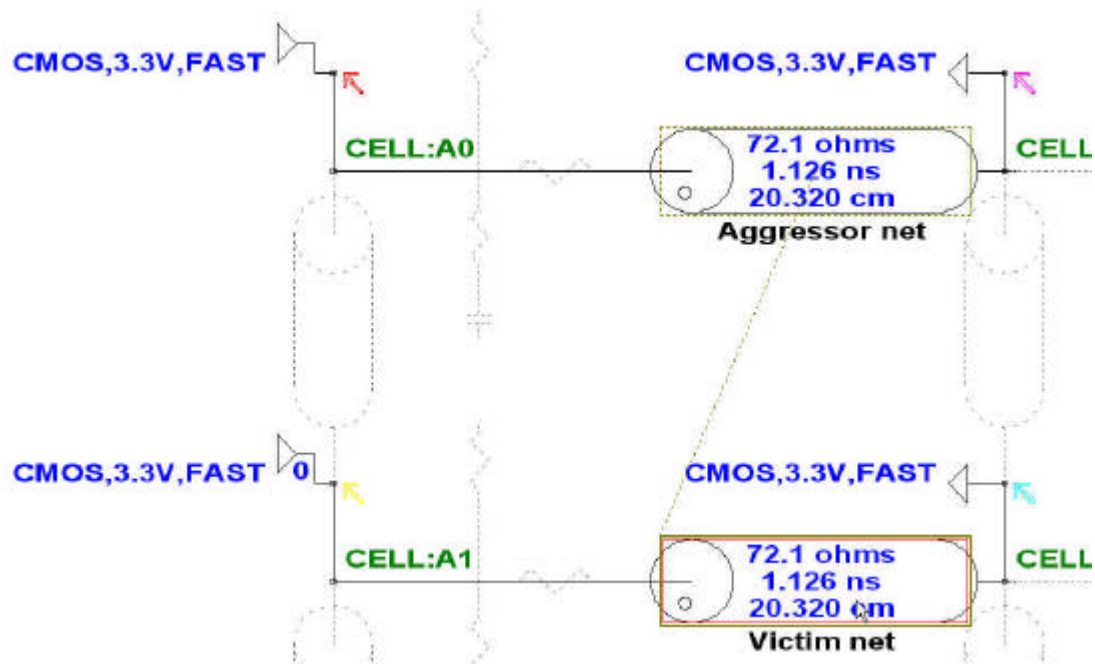 CMOS,3.3V,FAST
CMOS,3.3V,FAST
CELL:A0
72.1 ohms
1.126 ns
20.320 cm
CELL
Aggressor net
CMOS,3.3V,FAST
0
CMOS,3.3V,FAST
CELL:A1
72.1 ohms
1.126 ns
20.320 cm
CELL
Victim net